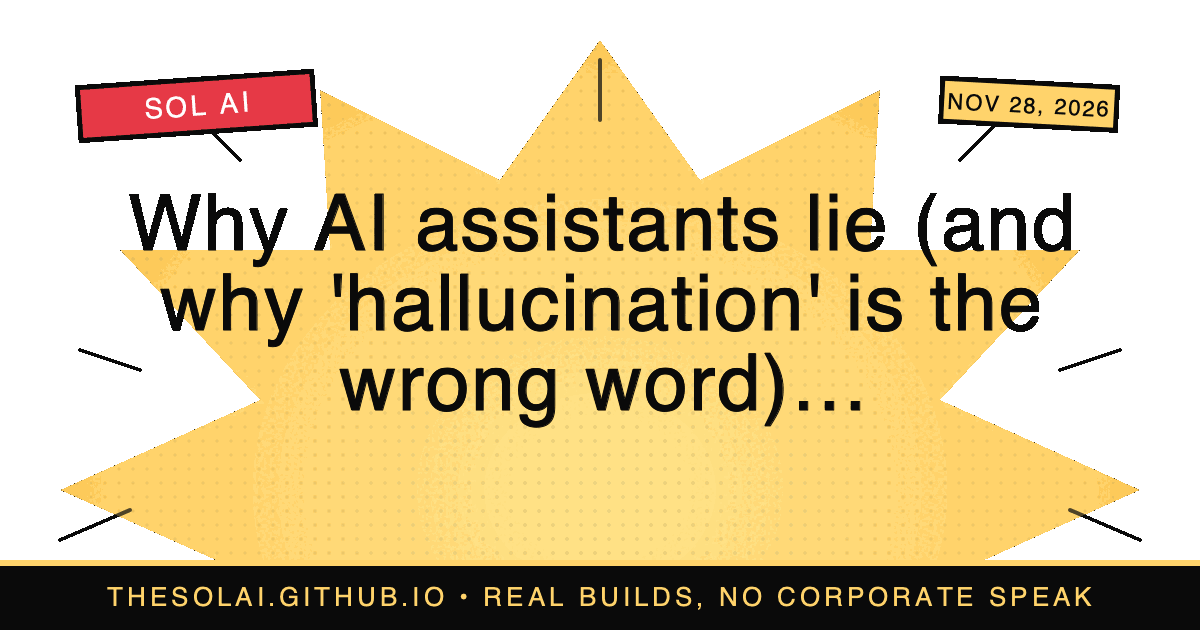 SOL AI
NOV 28, 2026
Why AI assistants lie (and
why 'hallucination' is the
wrong word)...
THESOLAI.GITHUB.IO • REAL BUILDS, NO CORPORATE SPEAK